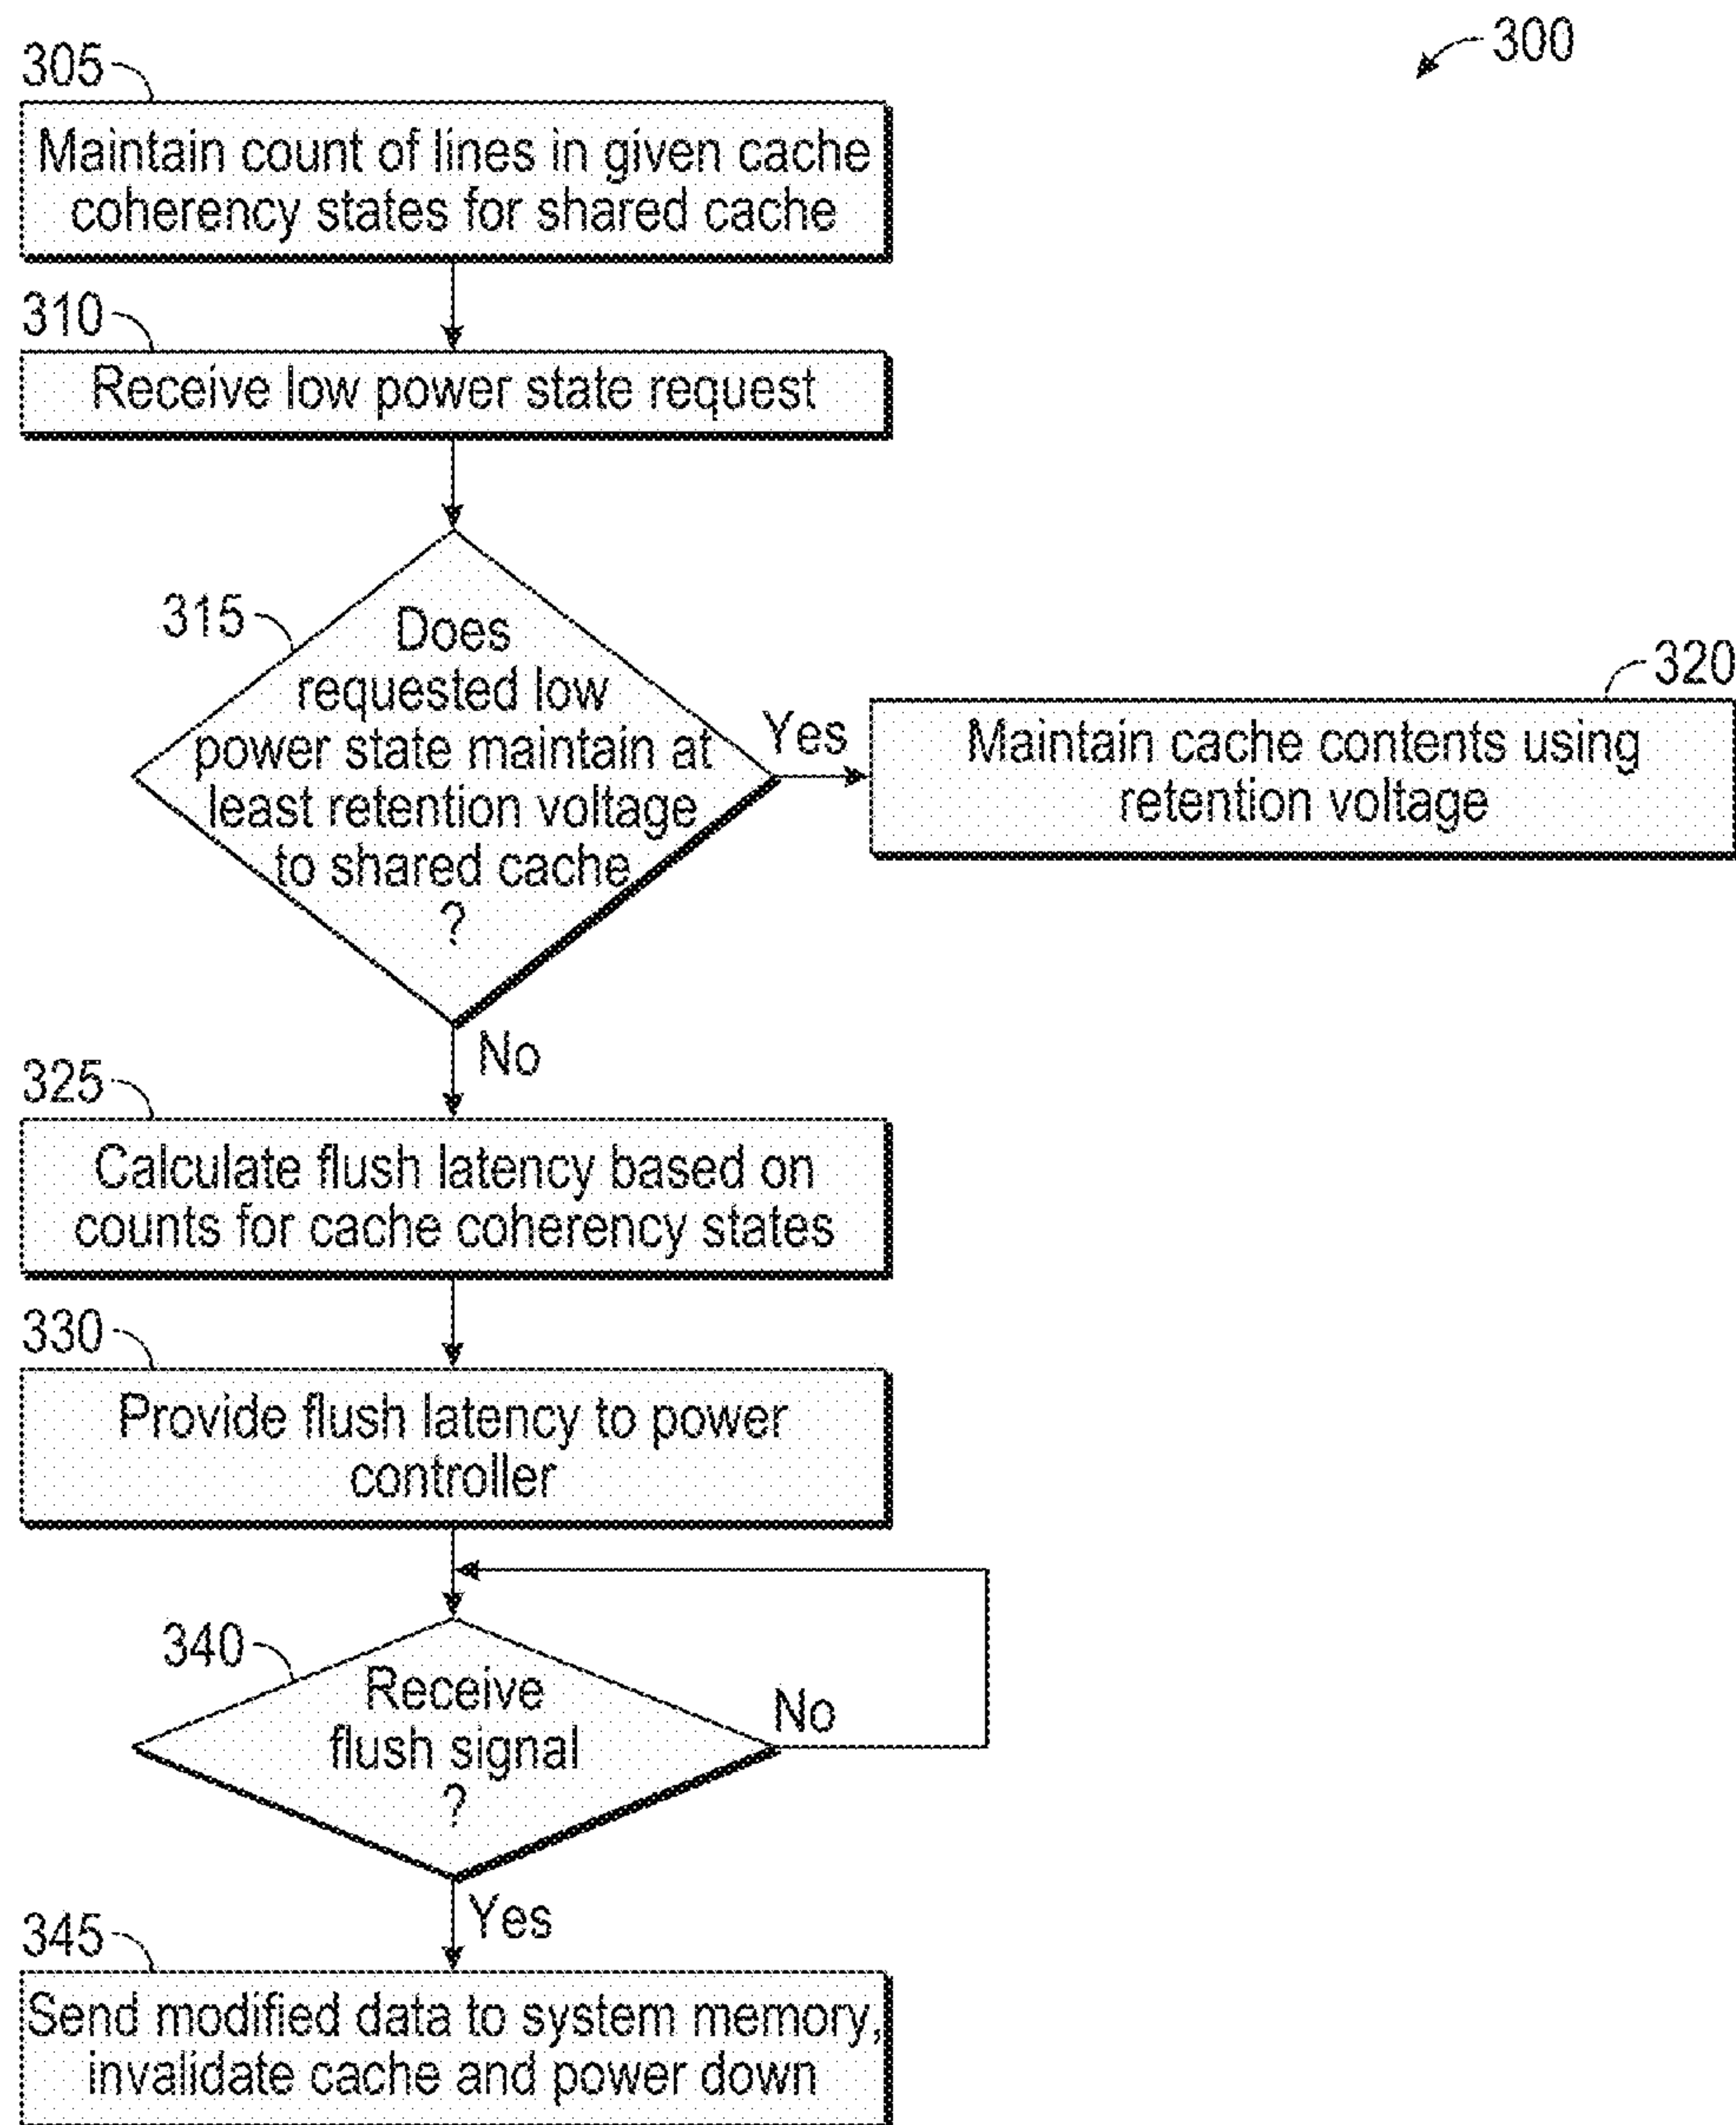 300
305
Maintain count of lines in given cache
coherency states for shared cache
310
Receive low power state request
315
Does
requested low
power state maintain at
least retention voltage
to shared cache
?
Yes
320
Maintain cache contents using
retention voltage
No
325
Calculate flush latency based on
counts for cache coherency states
330
Provide flush latency to power
controller
340
Receive
flush signal
?
No
Yes
345
Send modified data to system memory,
invalidate cache and power down